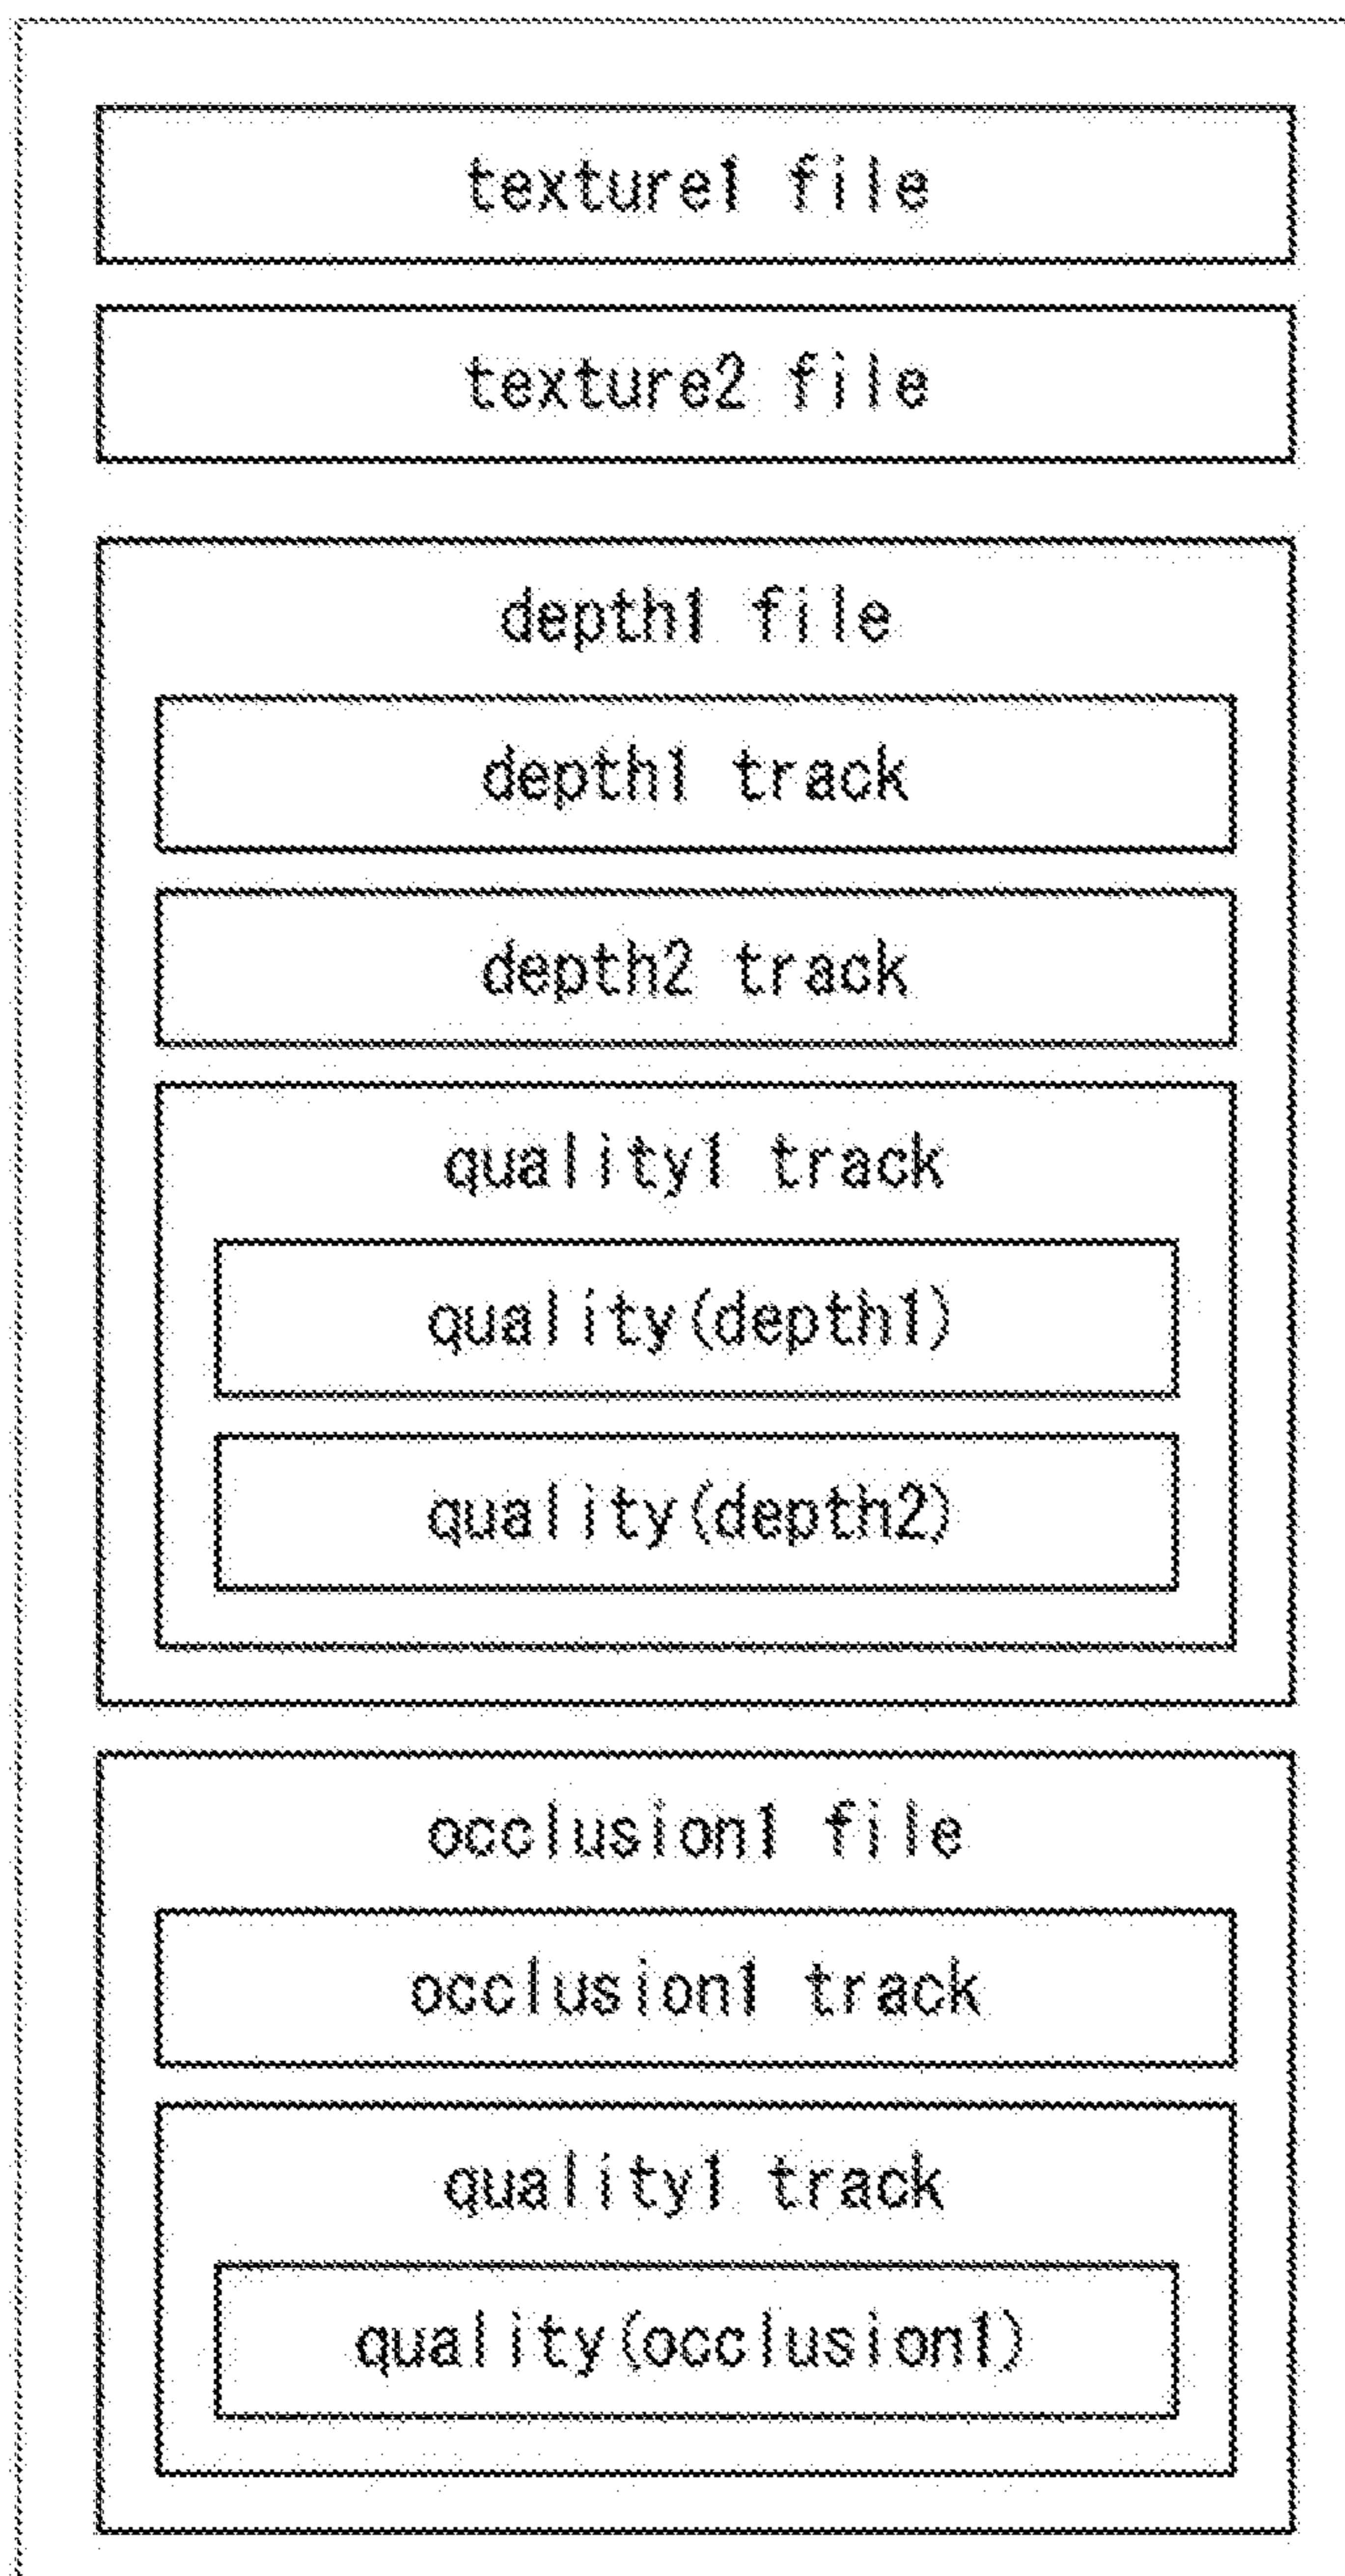 texture1 file
texture2 file
depth1 file
depth1 track
depth2 track
quality1 track
quality(depth1)
quality(depth2)
occlusion1 file
occlusion1 track
quality1 track
quality(occlusion1)